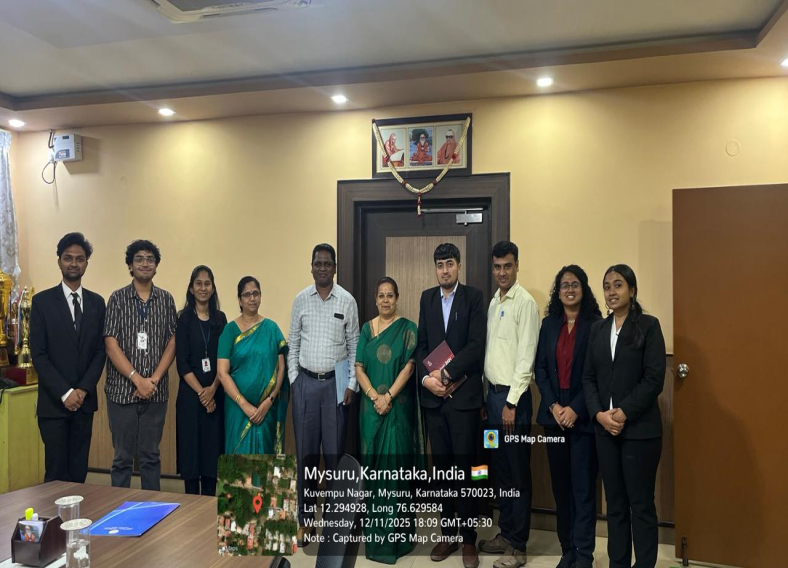 GPS Map Camera
Mysuru,Karnataka,India 🇮🇳
Kuvempu Nagar, Mysuru, Karnataka 570023, India
Lat 12.294928, Long 76.629584
Wednesday, 12/11/2025 18:09 GMT+05:30
Note : Captured by GPS Map Camera